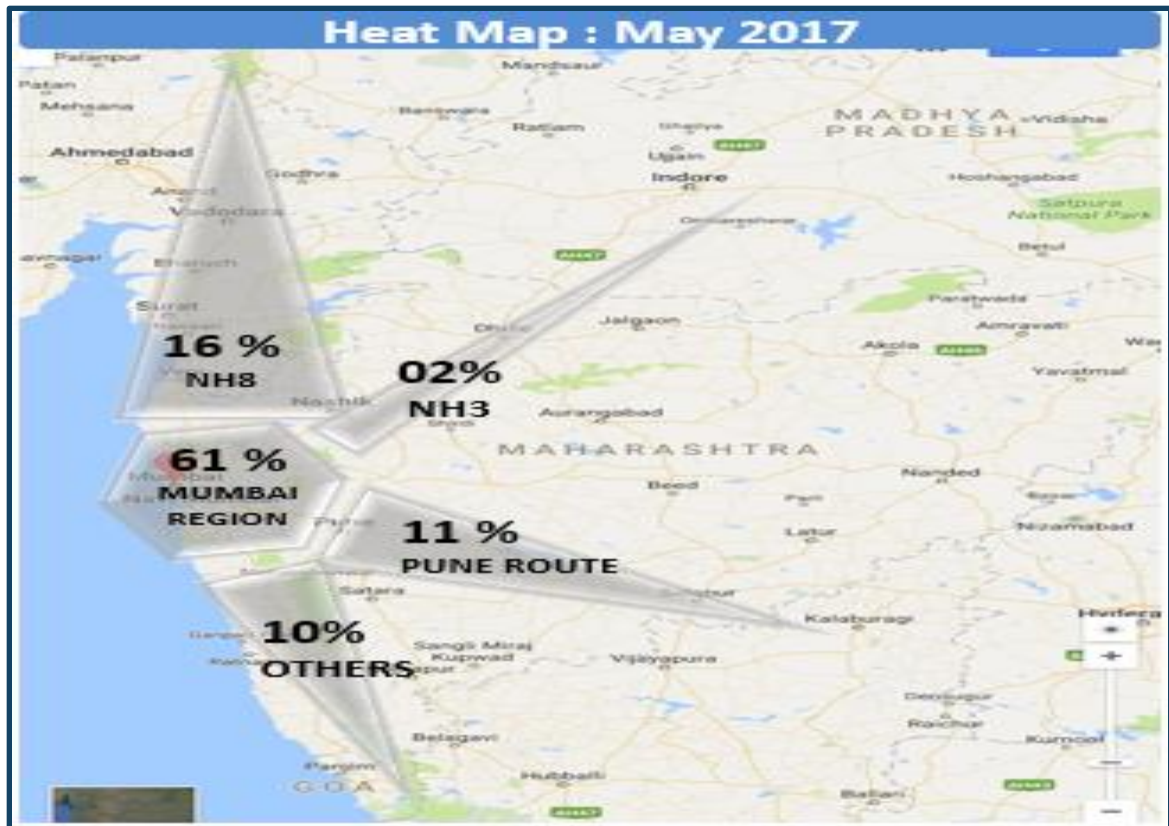 Heat Map : May 2017
Palanpur
Mandsaur
Patan
Mehsana
Banswara
Ratlam
MADHYA
PRADESH
Vidisha
Ahmedabad
Godhra
Ujjain
Indore
Hoshangabad
Anand
Vadodara
Omkareshwar
Satpura
National Park
Betul
Bharuch
Surat
Paratwada
Dhule
Jalgaon
Amravati
Akola
16 %
NH8
02%
NH3
Yavatmal
Nashik
Aurangabad
MAHARASHTRA
61 %
MUMBAI
REGION
Mumbai
Nanded
Beed
Latur
Nizamabad
Pune
11 %
PUNE ROUTE
Satara
Kalaburagi
10%
OTHERS
Sangli Miraj
Kupwad
Vijayapura
Raichur
Belagavi
Kurnool
Panjim
GOA
Hubballi
Ballari